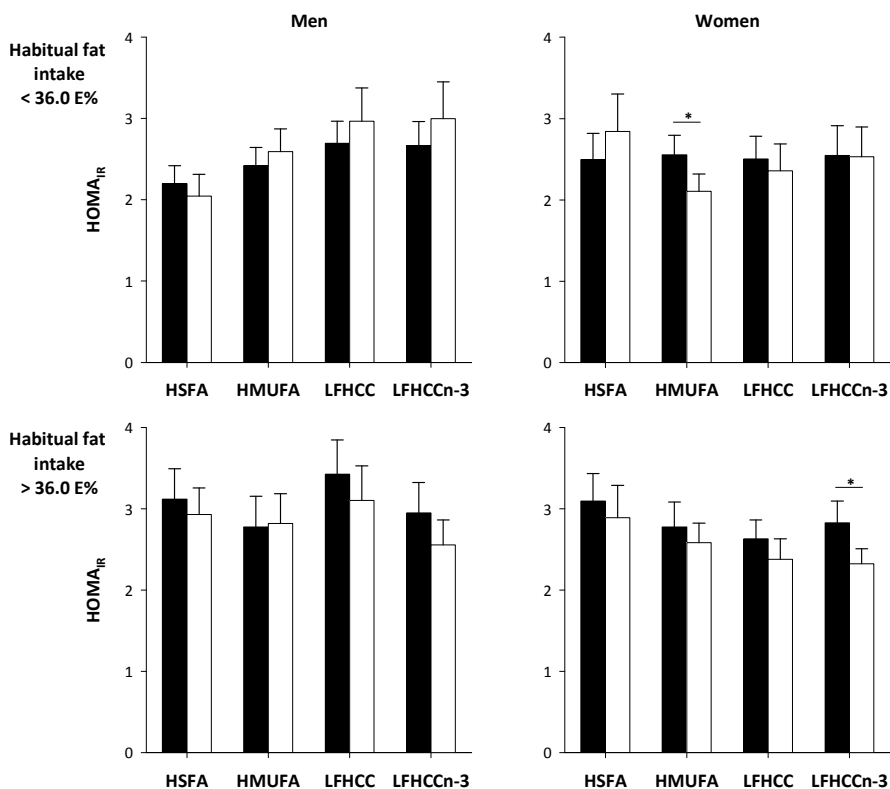 Men
Women
Habitual fat
intake
< 36.0 E%
HOMA_IR
4
3
2
1
0
HSFA HMUFA LFHCC LFHCCn-3
4
3
2
1
0
*
HSFA HMUFA LFHCC LFHCCn-3
Habitual fat
intake
> 36.0 E%
HOMA_IR
4
3
2
1
0
HSFA HMUFA LFHCC LFHCCn-3
4
3
2
1
0
*
HSFA HMUFA LFHCC LFHCCn-3